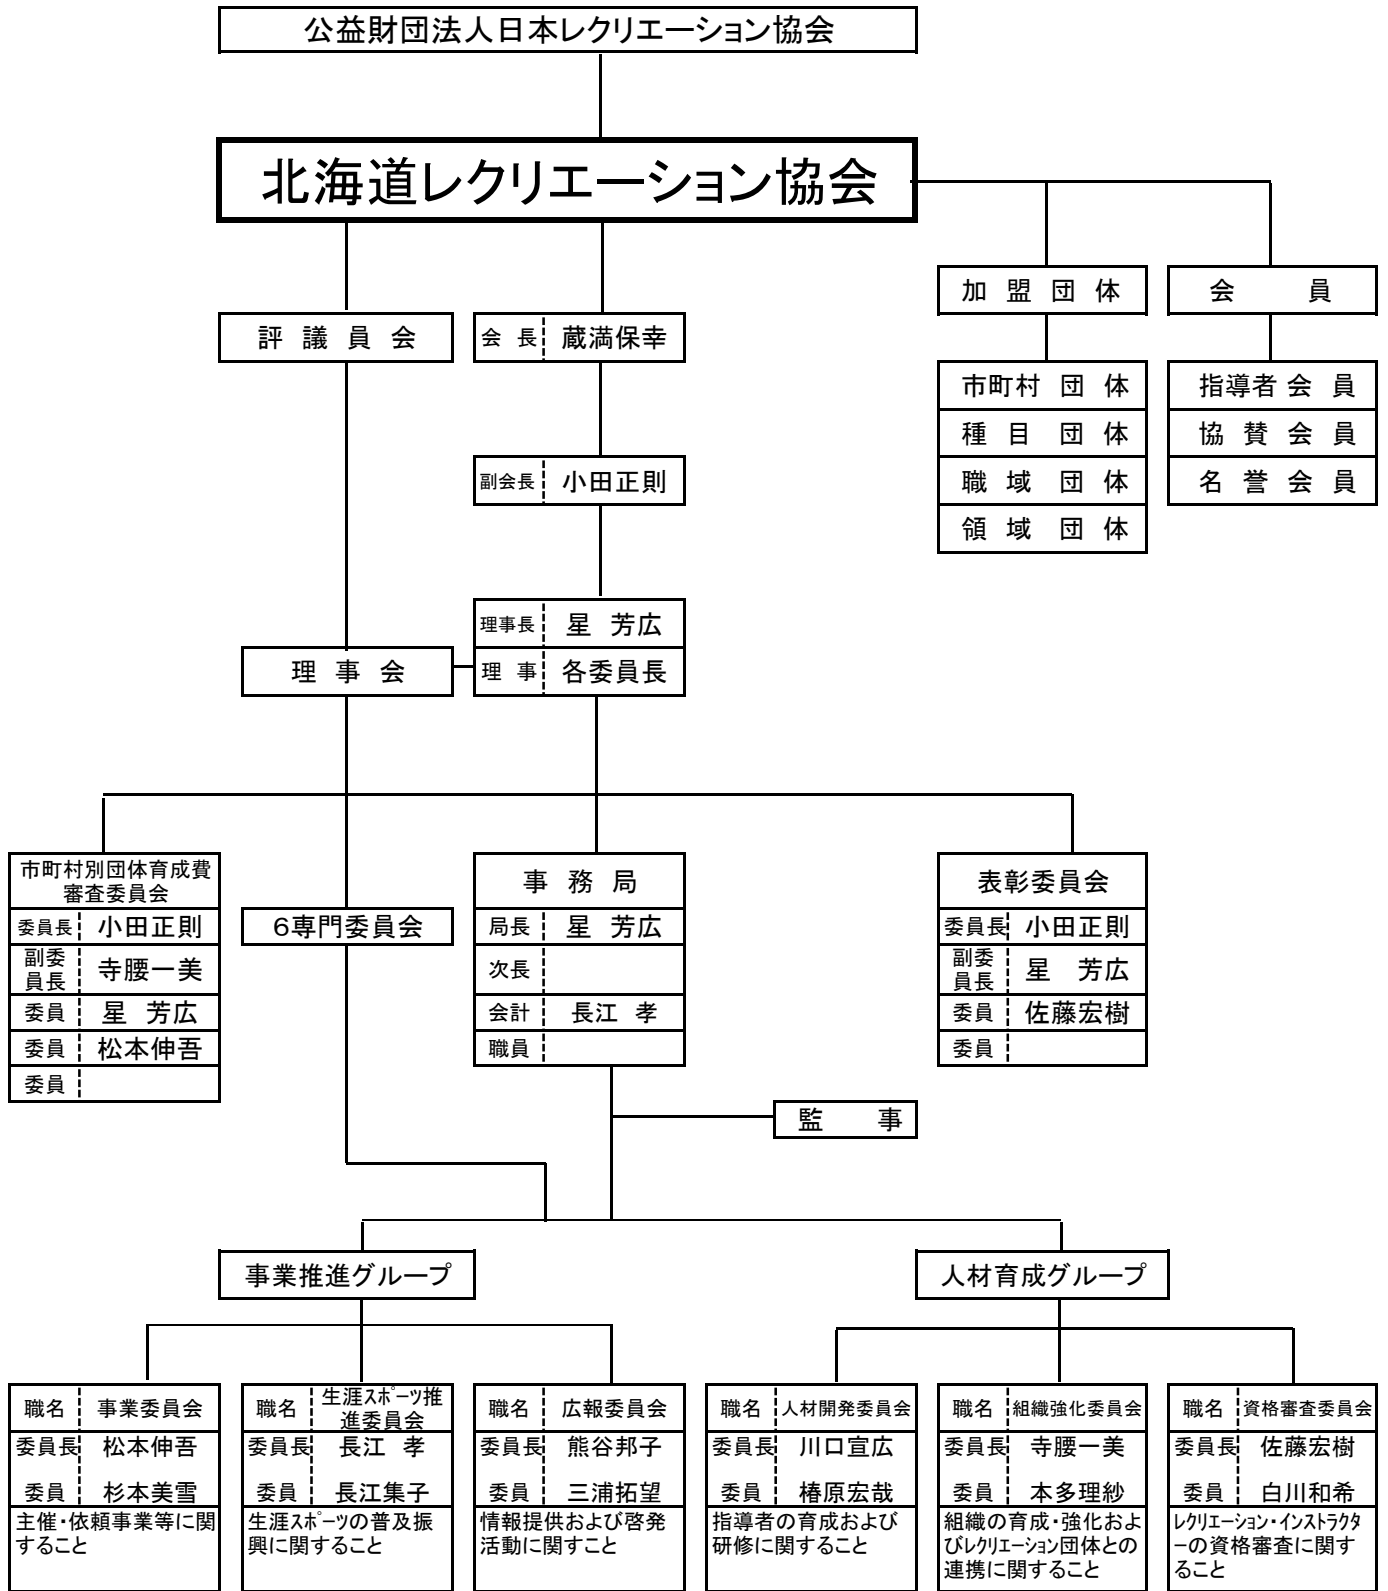 公益財団法人日本レクリエーション協会
北海道レクリエーション協会
加 盟 団 体
会 員
評 議 員 会
会 長 蔵満保幸
市町村 団 体
種 目 団 体
職 域 団 体
領 域 団 体
指導者 会 員
協 賛 会 員
名 誉 会 員
副会長 小田正則
理事長 星 芳広
理 事 会
理 事 各委員長
市町村別団体育成費
審査委員会
委員長 小田正則
副委
員長 寺腰一美
委員 星 芳広
委員 松本伸吾
委員
6専門委員会
事 務 局
局長 星 芳広
次長
会計 長江 孝
職員
表彰委員会
委員長 小田正則
副委
員長 星 芳広
委員 佐藤宏樹
委員
監 事
事業推進グループ
人材育成グループ
職名 事業委員会
委員長 松本伸吾
委員 杉本美雪
主催・依頼事業等に関
すること
職名 生涯スポーツ推
進委員会
委員長 長江 孝
委員 長江集子
生涯スポーツの普及振
興に関すること
職名 広報委員会
委員長 熊谷邦子
委員 三浦拓望
情報提供および啓発
活動に関すこと
職名 人材開発委員会
委員長 川口宣広
委員 椿原宏哉
指導者の育成および
研修に関すること
職名 組織強化委員会
委員長 寺腰一美
委員 本多理紗
組織の育成・強化およ
びレクリエーション団体との
連携に関すること
職名 資格審査委員会
委員長 佐藤宏樹
委員 白川和希
レクリエーション・インストラクタ
ーの資格審査に関す
ること